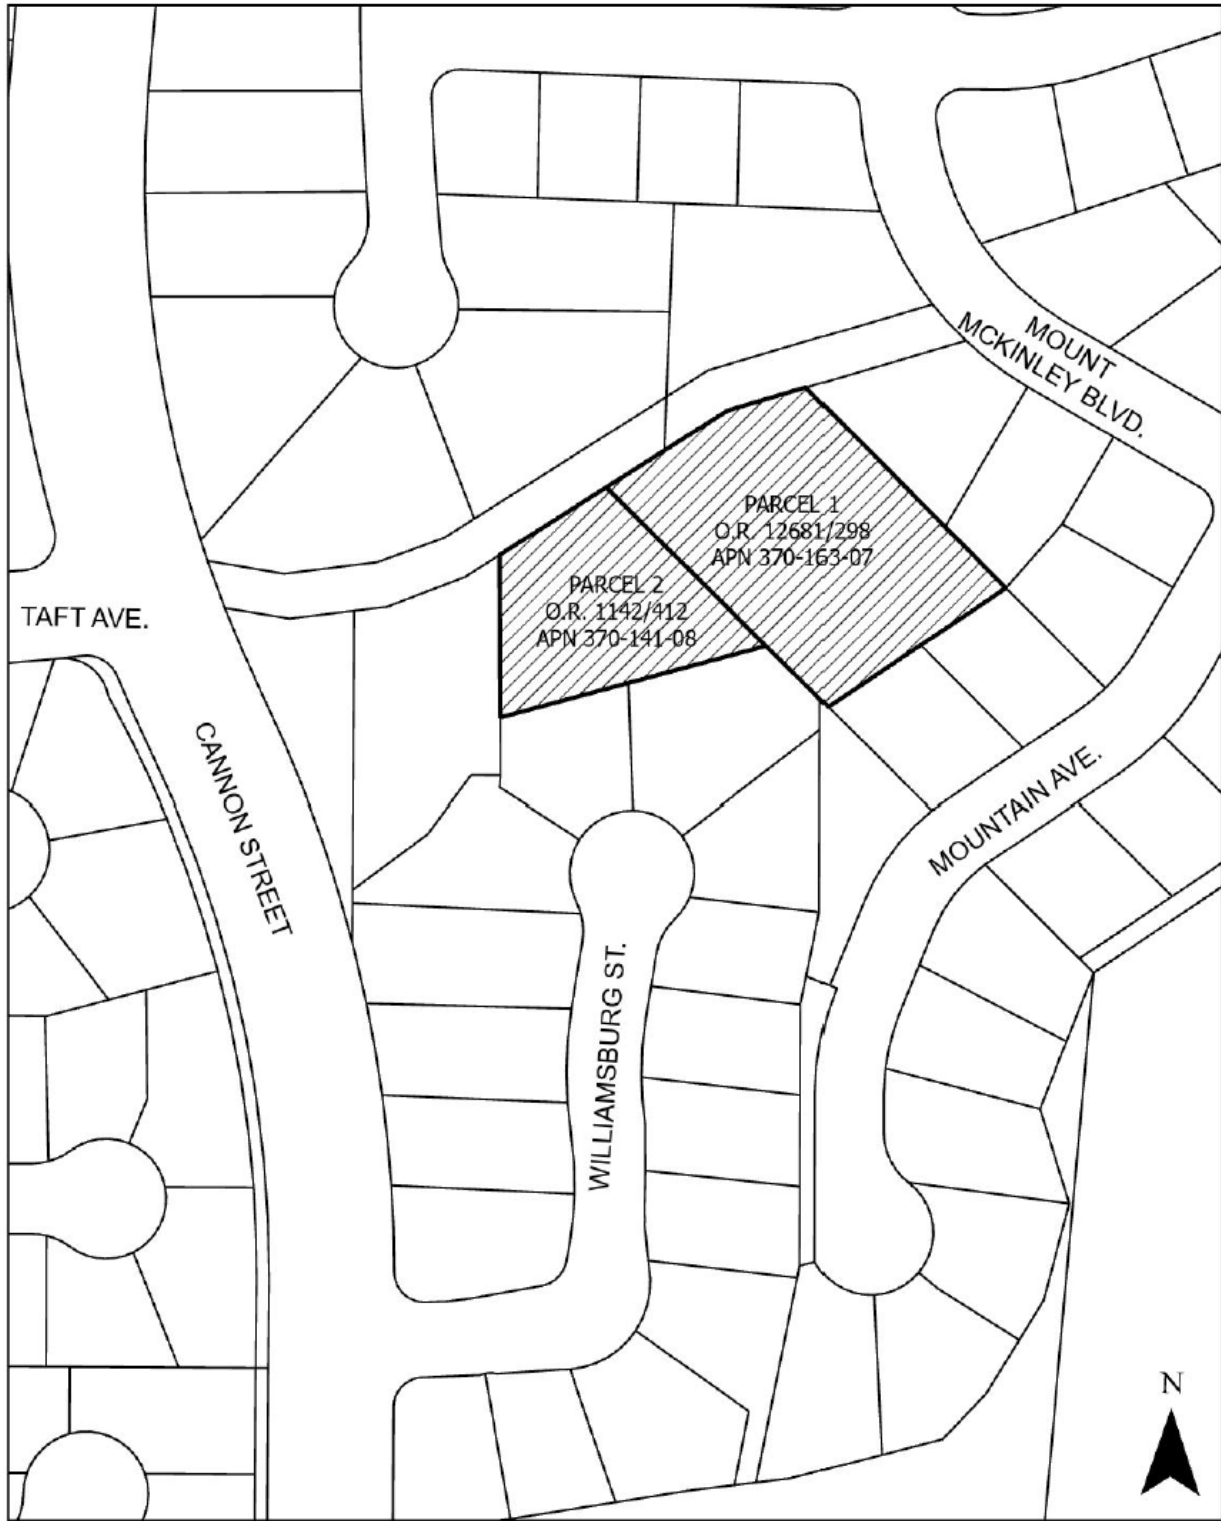 MOUNT
MCKINLEY BLVD.
PARCEL 1
O.R. 12681/298
APN 370-163-07
PARCEL 2
O.R. 1142/412
APN 370-141-08
TAFT AVE.
CANNON STREET
MOUNTAIN AVE.
WILLIAMSBURG ST.
N